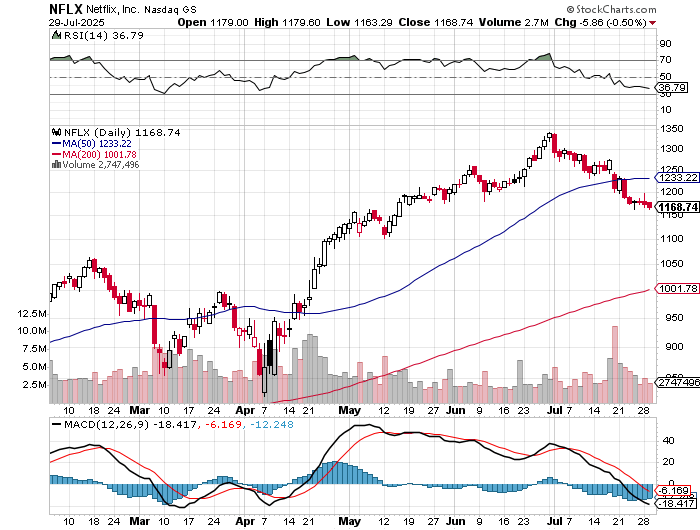 NFLX Netflix, Inc. Nasdaq GS © StockCharts.com
29-Jul-2025 Open 1179.00 High 1179.60 Low 1163.29 Close 1168.74 Volume 2.7M Chg -5.86 (-0.50%)
RSI(14) 36.79
90
70
50
36.79
30
10
NFLX (Daily) 1168.74
MA(50) 1233.22
MA(200) 1001.78
Volume 2,747,496
1350
1300
1250
1233.22
1200
1168.74
1150
1100
1050
1001.78
950
900
850
2747496
12.5M
10.0M
7.5M
5.0M
2.5M
10 18 24 Mar 10 17 24 Apr 7 14 21 May 12 19 27 Jun 9 16 23 Jul 7 14 21 28
MACD(12,26,9) -18.417, -6.169, -12.248
40
20
0
-6.169
-18.417
10 18 24 Mar 10 17 24 Apr 7 14 21 May 12 19 27 Jun 9 16 23 Jul 7 14 21 28